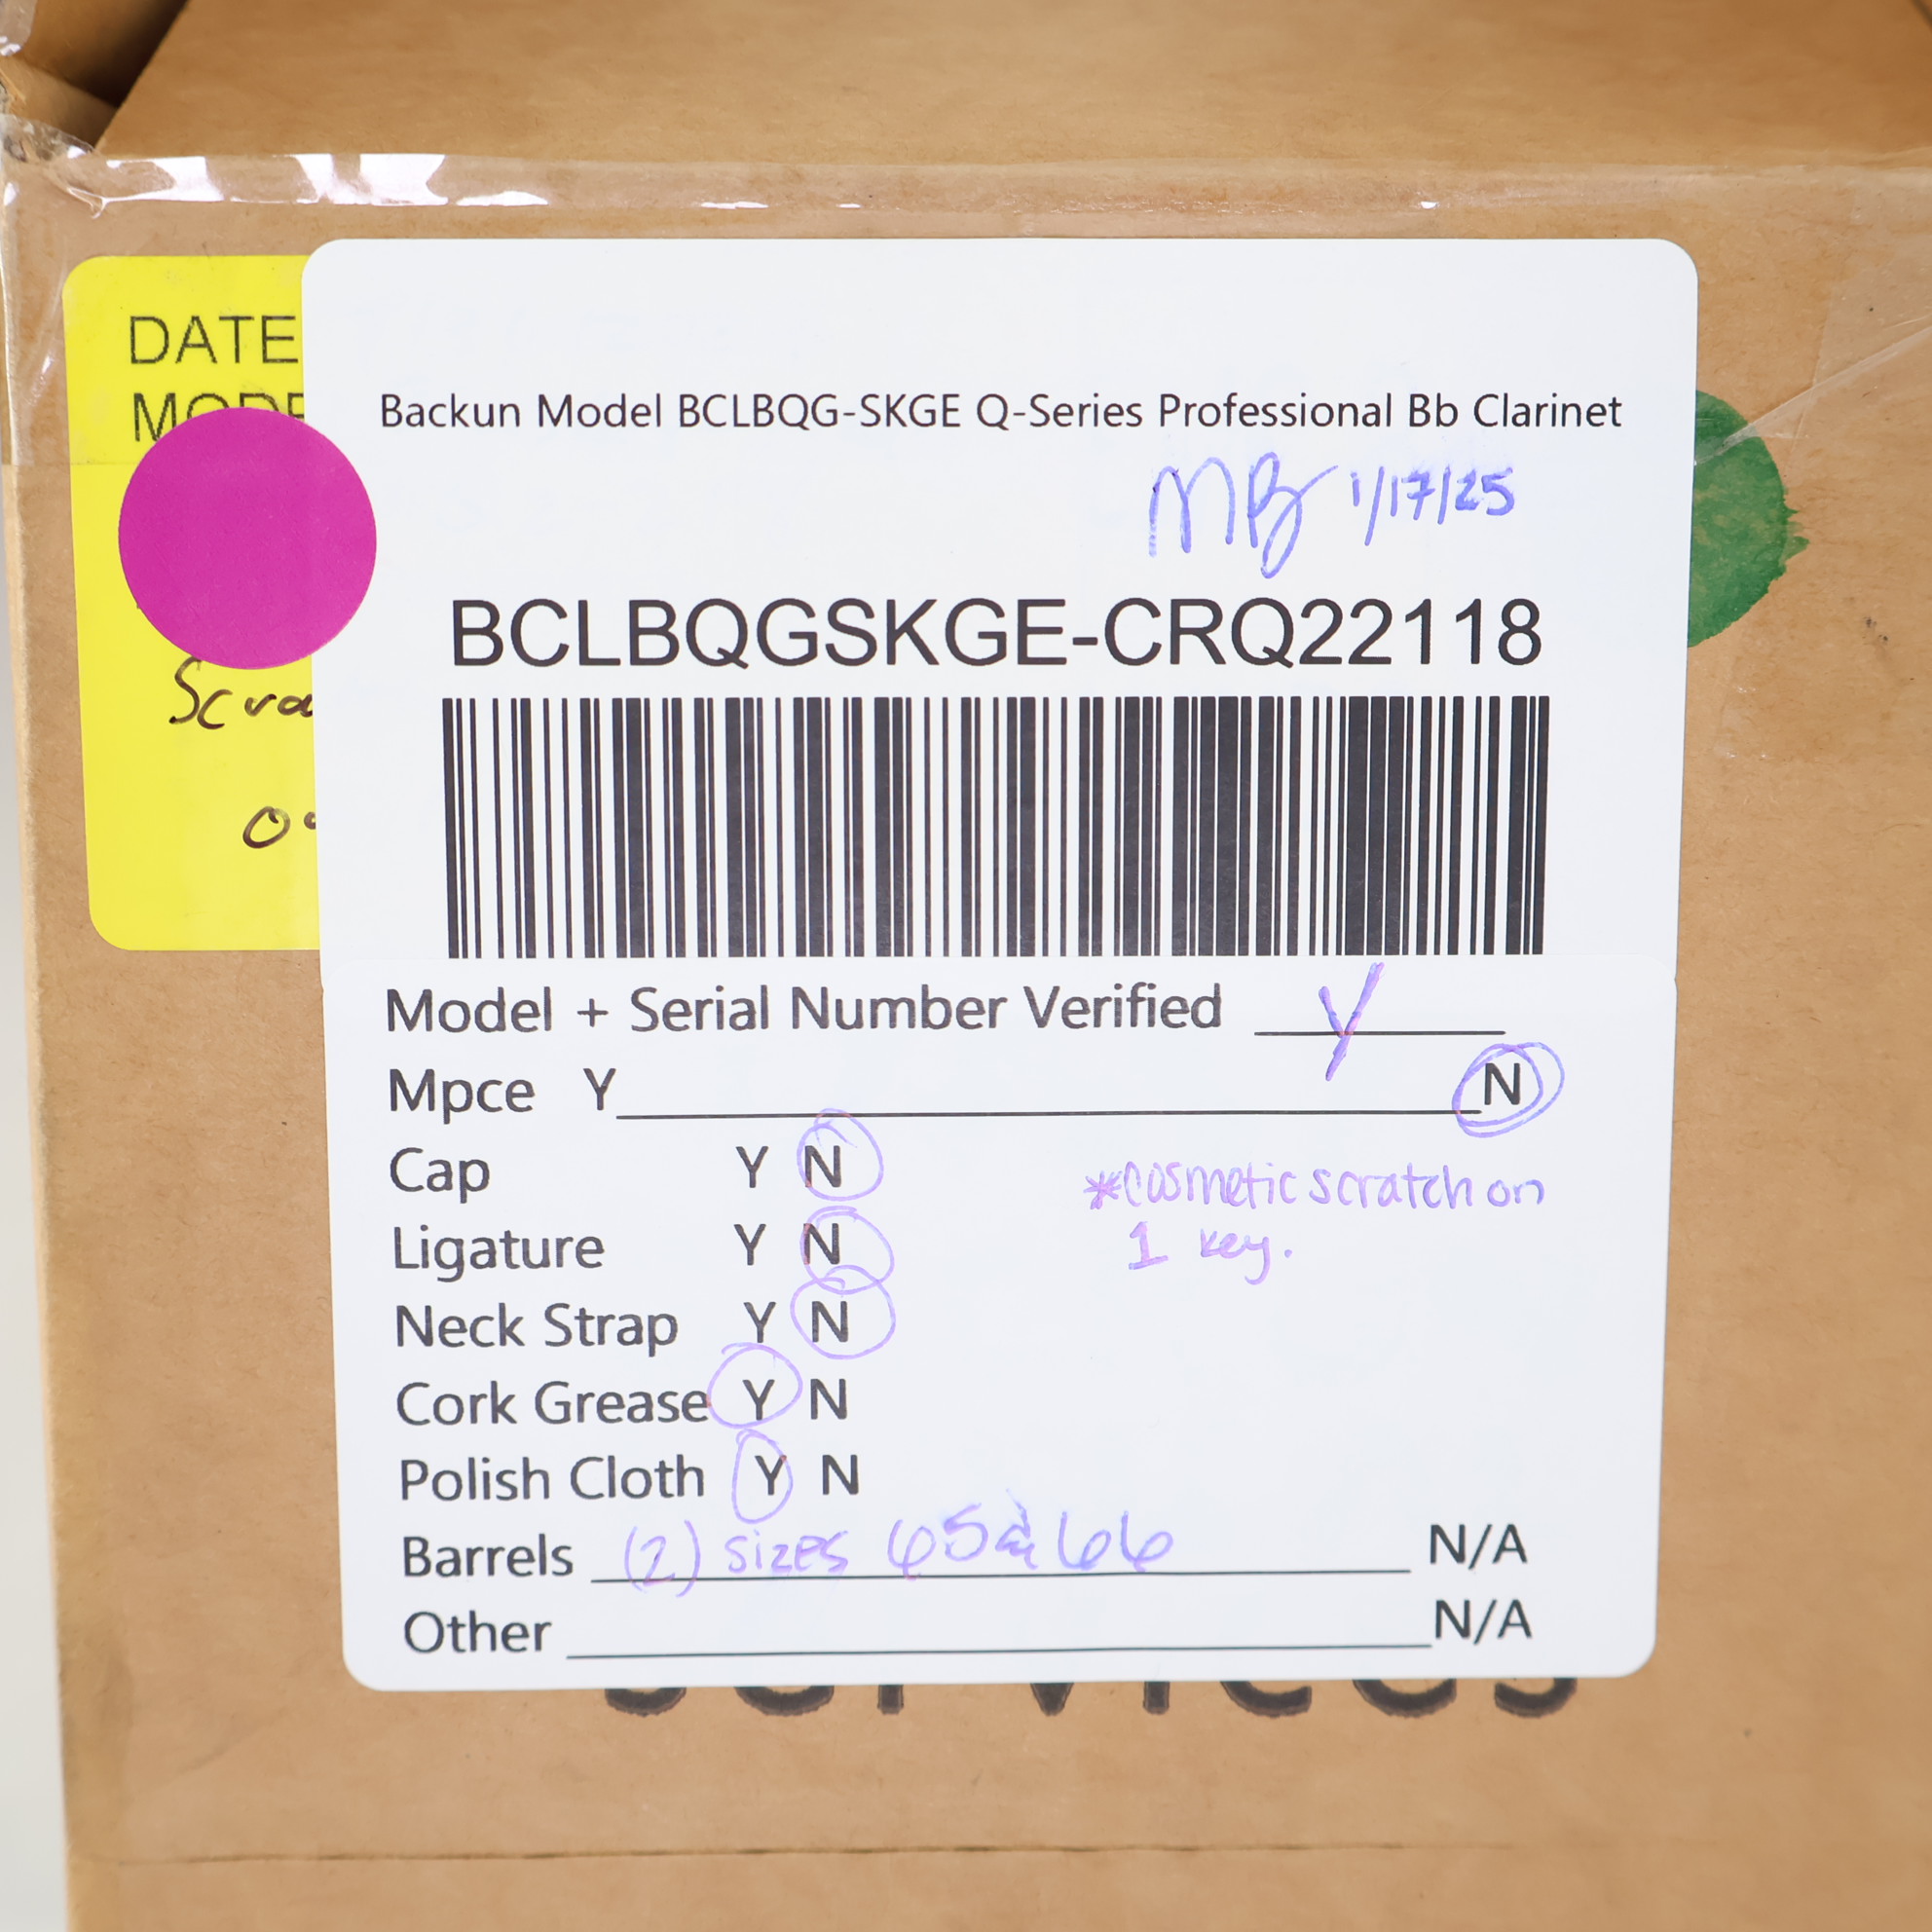 DATE
Backun Model BCLBQG-SKGE Q-Series Professional Bb Clarinet
MB 1/17/25
BCLBQGSKGE-CRQ22118
Model + Serial Number Verified Y
Mpce Y N
Cap Y N
*cosmetic scratch on
1 key.
Ligature Y N
Neck Strap Y N
Cork Grease Y N
Polish Cloth Y N
Barrels (2) sizes 65 & 66 N/A
Other N/A